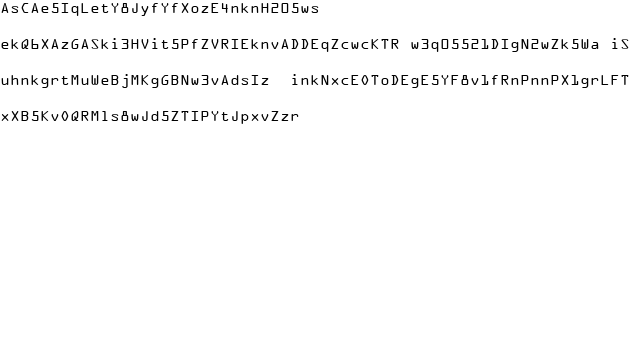 AsCAe5IqLetY8JyfYfXozE4nknH2O5ws
ekQ6XAzGASki3HVit5PfZVRIEknvADDEqZcwcKTR w3qO5521DIgN2wZk5Wa iS
uhnkgrtMuWeBjMKgGBNw3vAdsIz  inkNxcE0ToDEgE5YF8v1fRnPnnPX1grLFT
xXB5Kv0QRM1s8wJd5ZTIPYtJpxvZzr